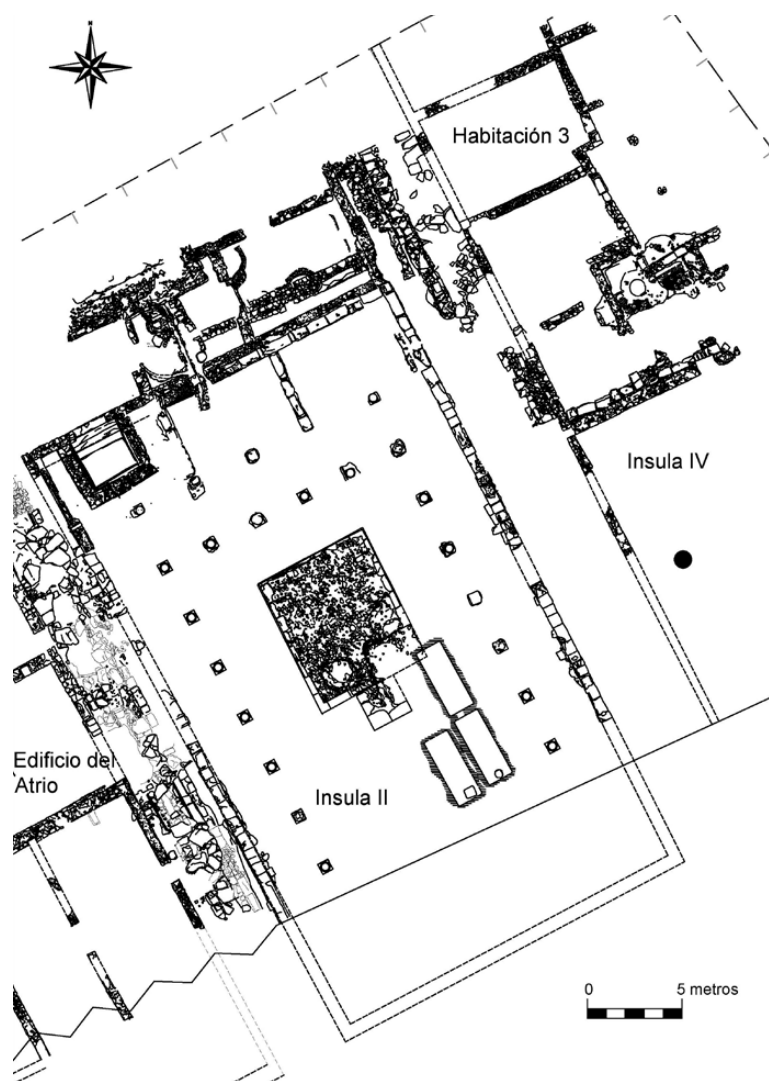 Habitación 3
Insula IV
Edificio del
Atrio
Insula II
0 5 metros